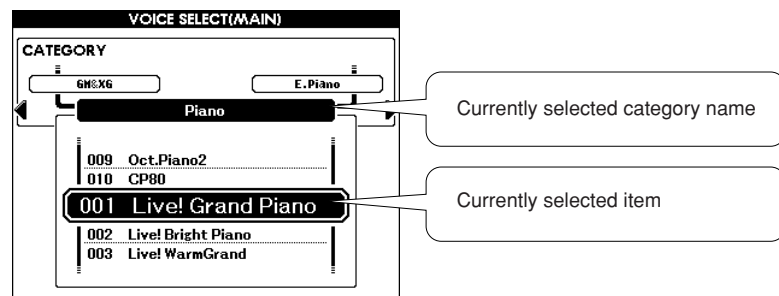 VOICE SELECT(MAIN)
CATEGORY
GM&XG
E.Piano
Piano
Currently selected category name
009 Oct.Piano2
010 CP80
001 Live! Grand Piano
Currently selected item
002 Live! Bright Piano
003 Live! WarmGrand